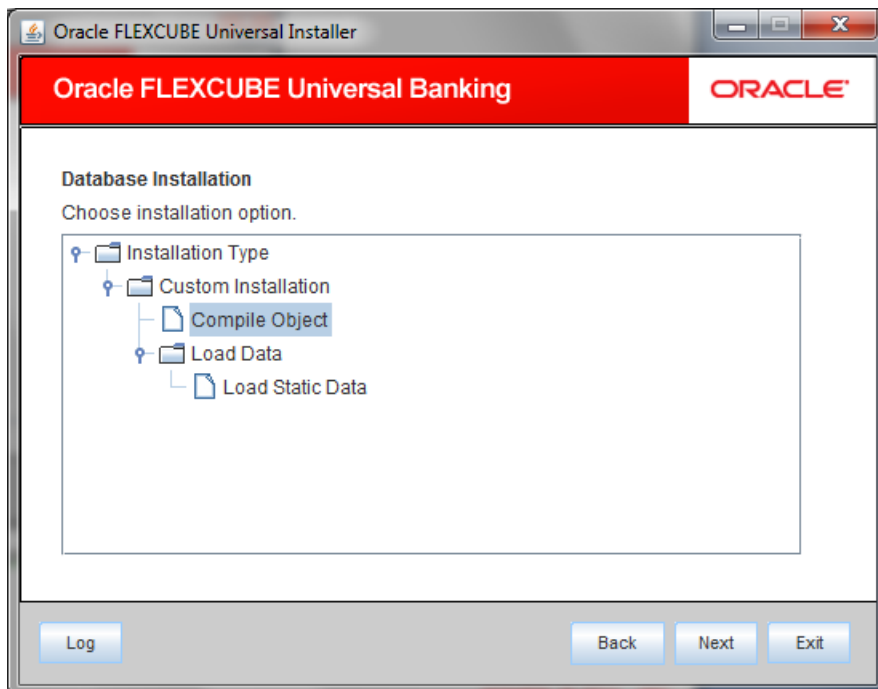 Oracle FLEXCUBE Universal Installer
Oracle FLEXCUBE Universal Banking
ORACLE
Database Installation
Choose installation option.
Installation Type
Custom Installation
Compile Object
Load Data
Load Static Data
Log
Back
Next
Exit